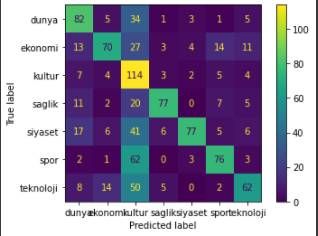 dunya 82 5 34 1 3 1 5
100
ekonomi 13 70 27 3 4 14 11
kultur 7 4 114 3 2 5 4
80
saglik 11 2 20 77 0 7 5
60
siyaset 17 6 41 6 77 5 6
40
spor 2 1 62 0 3 76 3
20
teknoloji 8 14 50 5 0 2 62
0
dunya ekonomi kultur saglik siyaset spor teknoloji
True label
Predicted label